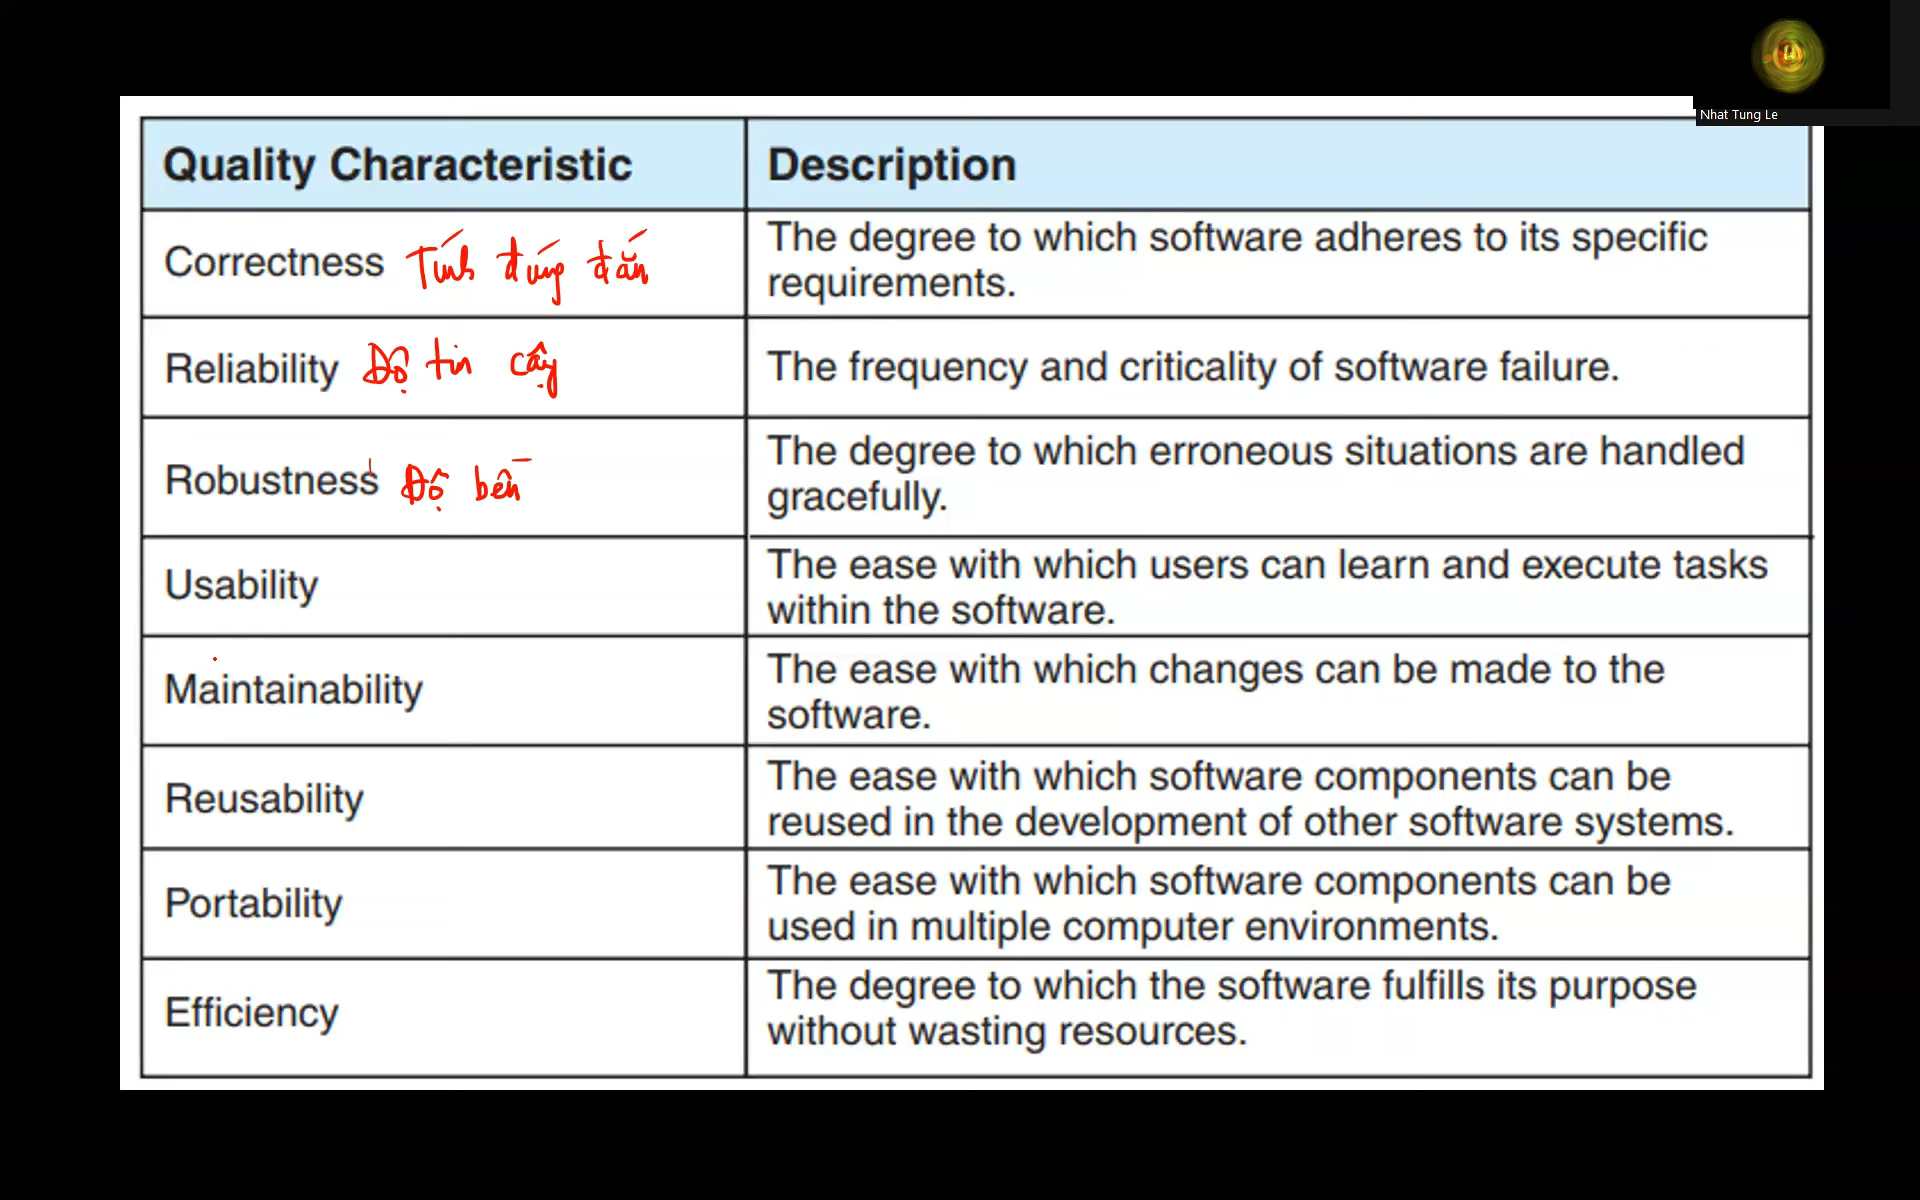 Nhat Tung Le
Quality Characteristic
Description
Correctness Tính đúng đắn
The degree to which software adheres to its specific
requirements.
Reliability Độ tin cậy
The frequency and criticality of software failure.
Robustness Độ bền
The degree to which erroneous situations are handled
gracefully.
Usability
The ease with which users can learn and execute tasks
within the software.
Maintainability
The ease with which changes can be made to the
software.
Reusability
The ease with which software components can be
reused in the development of other software systems.
Portability
The ease with which software components can be
used in multiple computer environments.
Efficiency
The degree to which the software fulfills its purpose
without wasting resources.